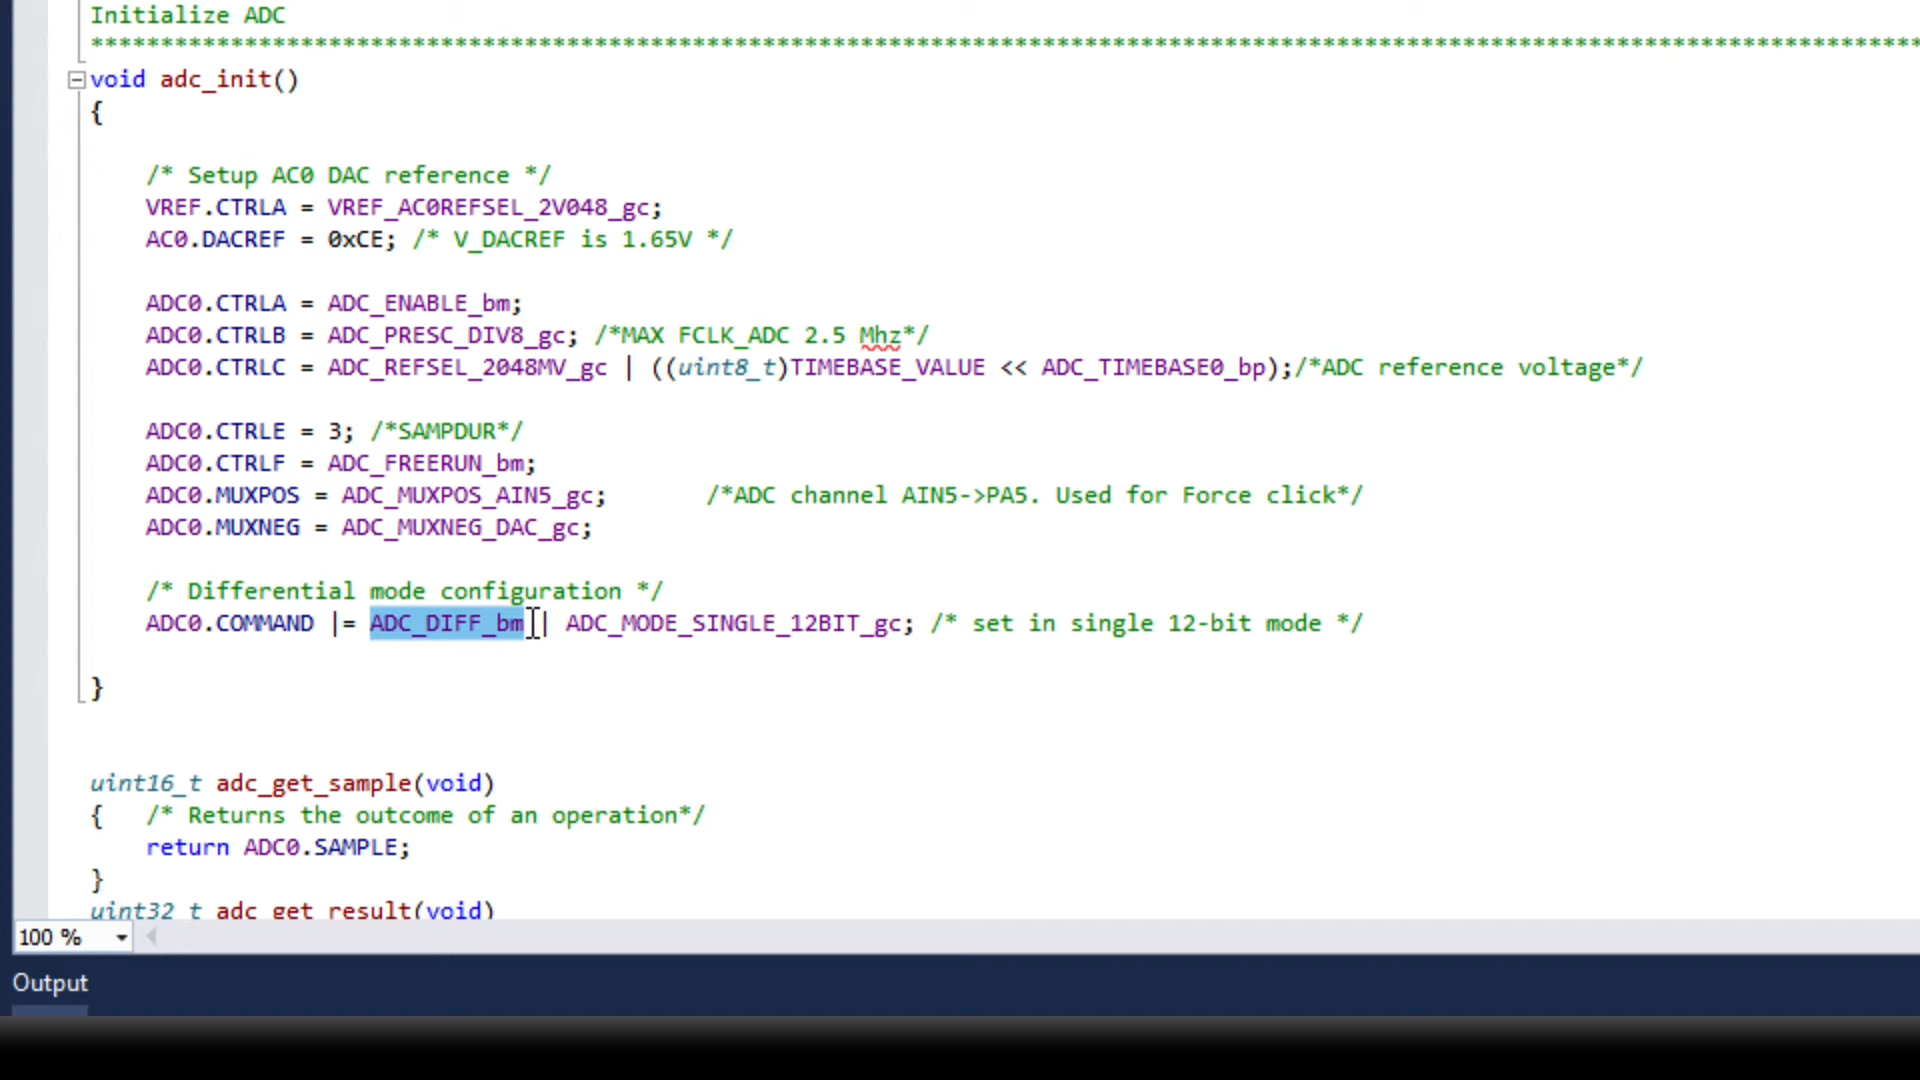 Initialize ADC
***********************************************************************************************************************************
void adc_init()
{
/* Setup AC0 DAC reference */
VREF.CTRLA = VREF_AC0REFSEL_2V048_gc;
AC0.DACREF = 0xCE; /* V_DACREF is 1.65V */
ADC0.CTRLA = ADC_ENABLE_bm;
ADC0.CTRLB = ADC_PRESC_DIV8_gc; /*MAX FCLK_ADC 2.5 Mhz*/
ADC0.CTRLC = ADC_REFSEL_2048MV_gc | ((uint8_t)TIMEBASE_VALUE << ADC_TIMEBASE0_bp);/*ADC reference voltage*/
ADC0.CTRLE = 3; /*SAMPDUR*/
ADC0.CTRLF = ADC_FREERUN_bm;
ADC0.MUXPOS = ADC_MUXPOS_AIN5_gc; /*ADC channel AIN5->PA5. Used for Force click*/
ADC0.MUXNEG = ADC_MUXNEG_DAC_gc;
/* Differential mode configuration */
ADC0.COMMAND |= ADC_DIFF_bm | ADC_MODE_SINGLE_12BIT_gc; /* set in single 12-bit mode */
}
uint16_t adc_get_sample(void)
{ /* Returns the outcome of an operation*/
return ADC0.SAMPLE;
}
uint32_t adc_get_result(void)
100 %
Output